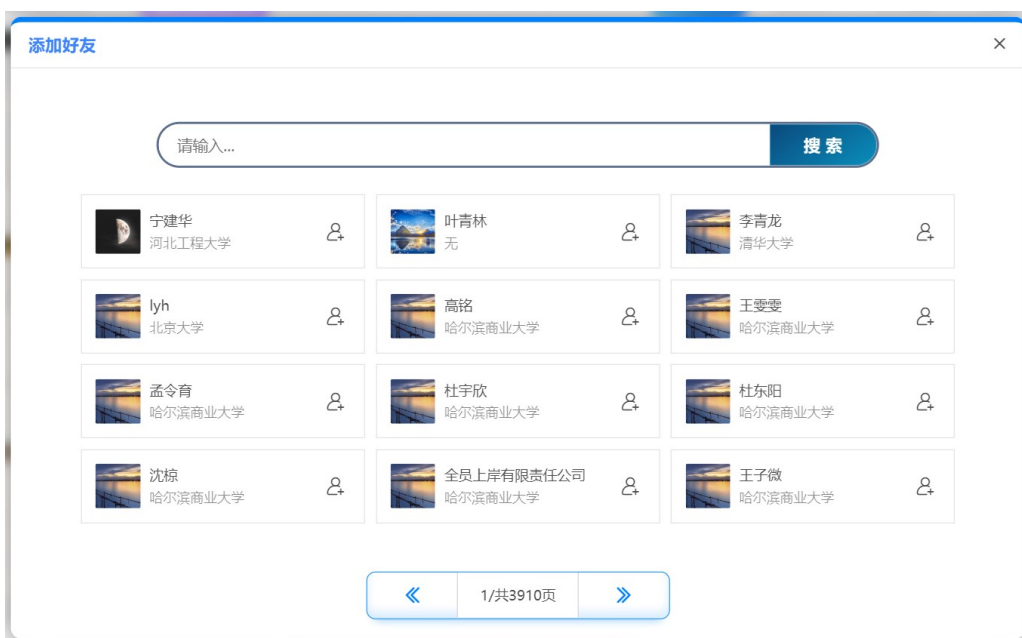 添加好友
请输入...
搜索
宁建华
河北工程大学
叶青林
无
李青龙
清华大学
lyh
北京大学
高铭
哈尔滨商业大学
王雯雯
哈尔滨商业大学
孟令育
哈尔滨商业大学
杜宇欣
哈尔滨商业大学
杜东阳
哈尔滨商业大学
沈椋
哈尔滨商业大学
全员上岸有限责任公司
哈尔滨商业大学
王子微
哈尔滨商业大学
1/共3910页